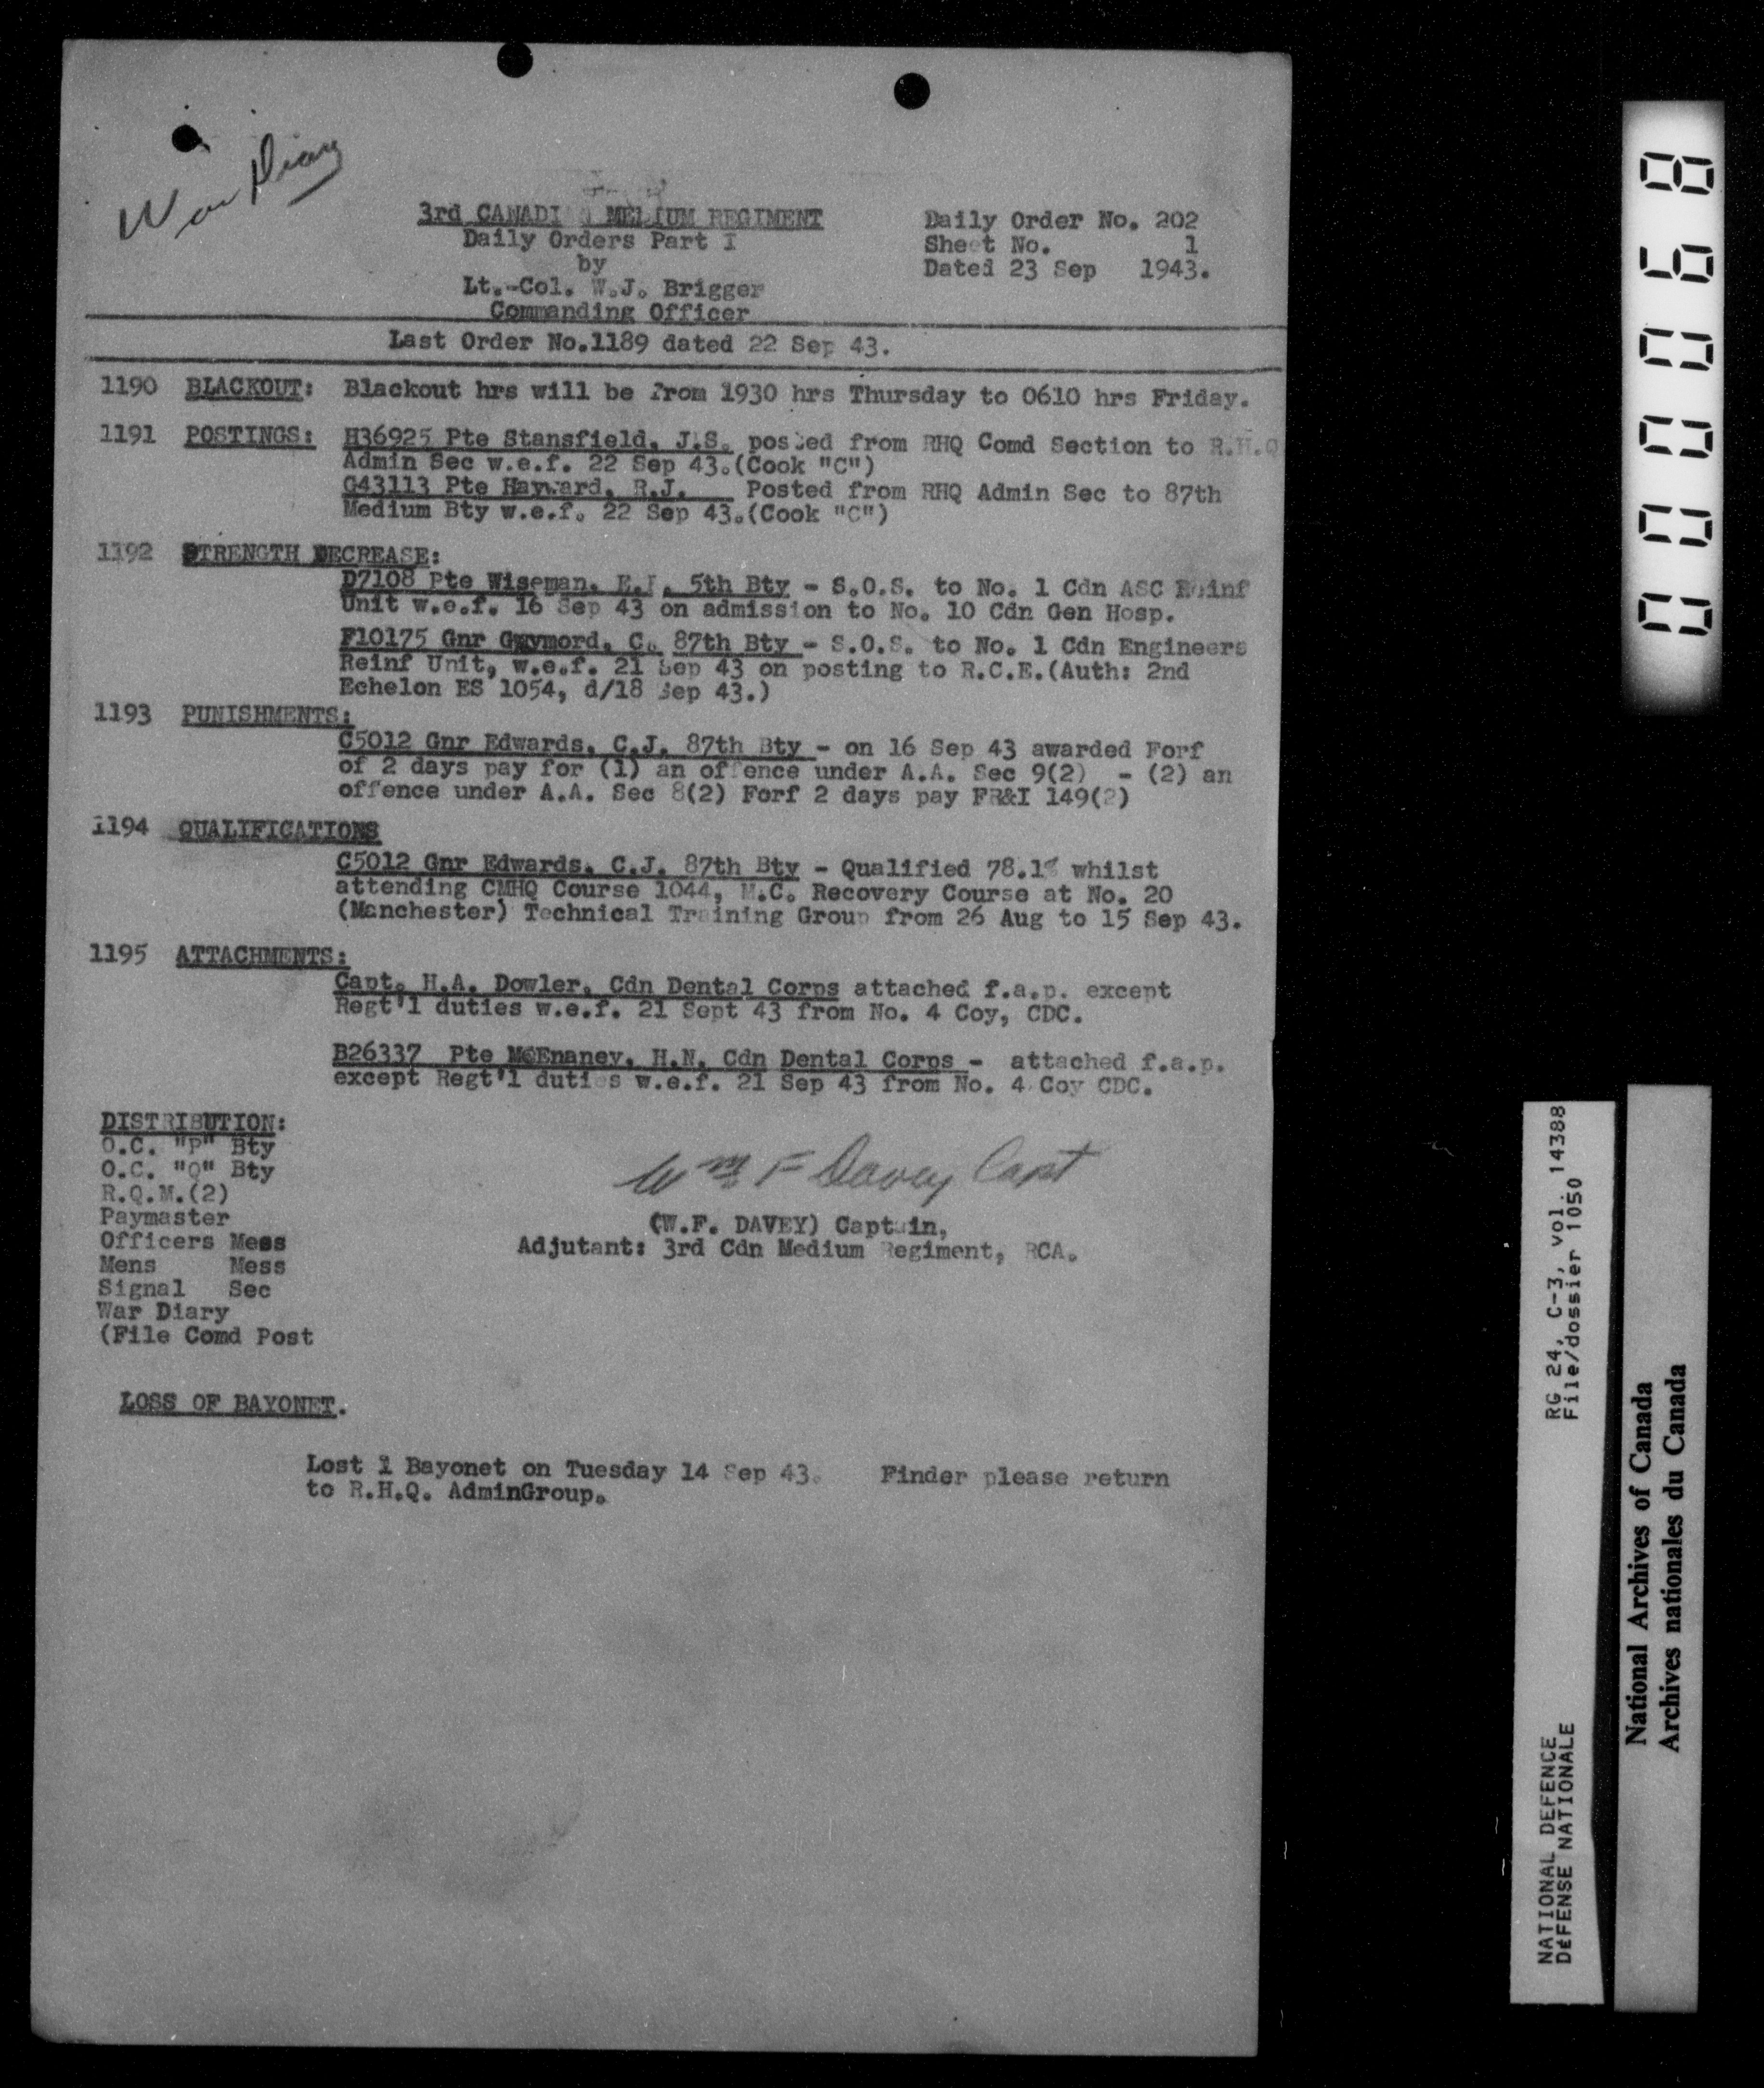 War Diary
3rd CANADI MEDIUM REGIMENT
Daily Orders Part I
by
Lt.-Col. W.J. Brigger
Commanding Officer
Daily Order No. 202
Sheet No. 1
Dated 23 Sep 1943.
Last Order No.1189 dated 22 Sep 43.
1190 BLACKOUT: Blackout hrs will be from 1930 hrs Thursday to 0610 hrs Friday.
1191 POSTINGS: H36925 Pte Stansfield, J.S. posted from RHQ Comd Section to R.H.Q
Admin Sec w.e.f. 22 Sep 43.(Cook "C")
G43113 Pte Hayward, R.J. Posted from RHQ Admin Sec to 87th
Medium Bty w.e.f. 22 Sep 43.(Cook "C")
1192 STRENGTH DECREASE:
D7108 Pte Wiseman, 5th Bty - S.O.S. to No. 1 Cdn ASC Reinf
Unit w.e.f. 16 Sep 43 on admission to No. 10 Cdn Gen Hosp.
F10175 Gnr Guymord, C. 87th Bty - S.O.S. to No. 1 Cdn Engineers
Reinf Unit, w.e.f. 21 Sep 43 on posting to R.C.E.(Auth: 2nd
Echelon ES 1054, d/18 Sep 43.)
1193 PUNISHMENTS:
C5012 Gnr Edwards, C.J. 87th Bty - on 16 Sep 43 awarded Forf
of 2 days pay for (1) an offence under A.A. Sec 9(2) - (2) an
offence under A.A. Sec 8(2) Forf 2 days pay FR&I 149(2)
1194 QUALIFICATIONS
C5012 Gnr Edwards, C.J. 87th Bty - Qualified 78.1% whilst
attending CMHQ Course 1044, M.C. Recovery Course at No. 20
(Manchester) Technical Training Group from 26 Aug to 15 Sep 43.
1195 ATTACHMENTS:
Capt. H.A. Dowler, Cdn Dental Corps attached f.a.p. except
Regt'l duties w.e.f. 21 Sept 43 from No. 4 Coy, CDC.
B26337 Pte McEnaney, H.N. Cdn Dental Corps - attached f.a.p.
except Regt'l duties w.e.f. 21 Sep 43 from No. 4 Coy CDC.
DISTRIBUTION:
O.C. "P" Bty
O.C. "Q" Bty
R.Q.M.(2)
Paymaster
Officers Mess
Mens Mess
Signal Sec
War Diary
(File Comd Post
Wm F Davey Capt
(W.F. DAVEY) Captain,
Adjutant: 3rd Cdn Medium Regiment, RCA.
LOSS OF BAYONET.
Lost 1 Bayonet on Tuesday 14 Sep 43. Finder please return
to R.H.Q. AdminGroup.
0000698
RG 24, C-3, vol. 14388
File/dossier 1050
NATIONAL DEFENCE
DÉFENSE NATIONALE
National Archives of Canada
Archives nationales du Canada